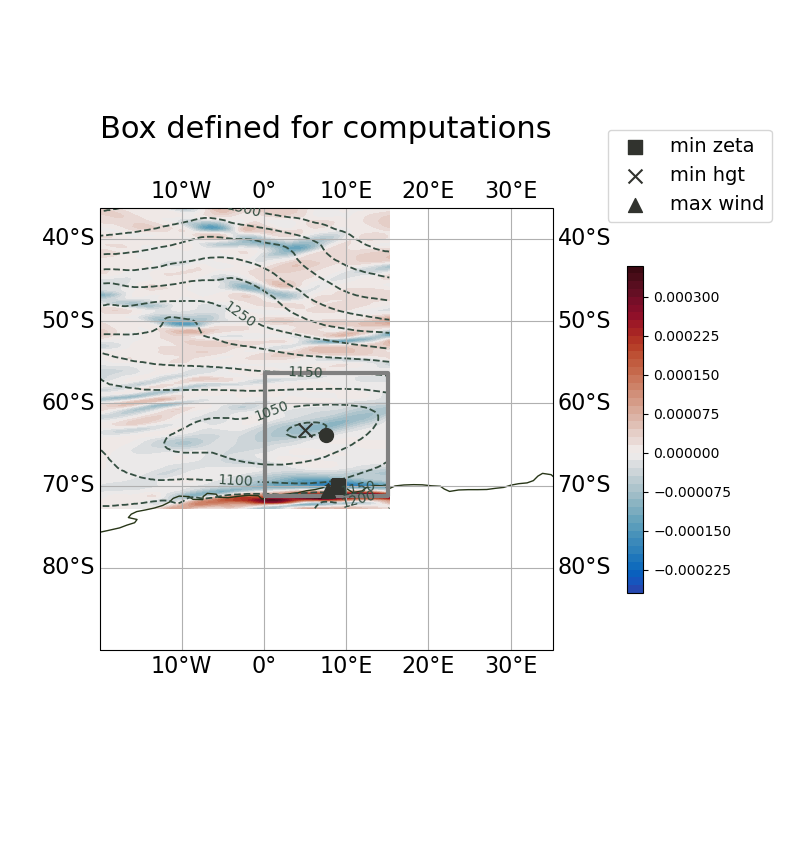 Box defined for computations
min zeta
min hgt
max wind
10°W 0° 10°E 20°E 30°E
40°S 40°S
50°S 50°S
60°S 60°S
70°S 70°S
80°S 80°S
10°W 0° 10°E 20°E 30°E
1250
1150
1050
1100
1200
0.000300
0.000225
0.000150
0.000075
0.000000
−0.000075
−0.000150
−0.000225